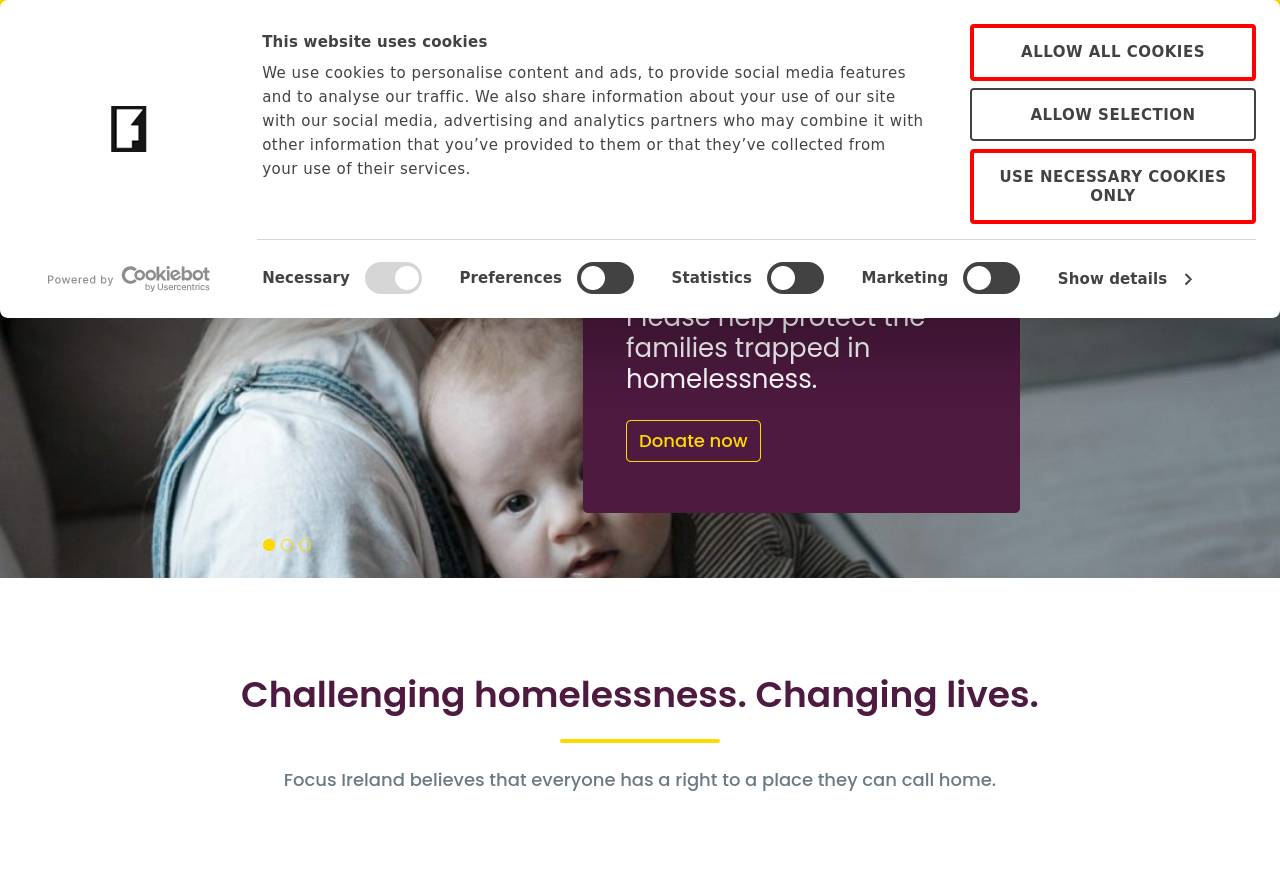 This website uses cookies
We use cookies to personalise content and ads, to provide social media features
and to analyse our traffic. We also share information about your use of our site
with our social media, advertising and analytics partners who may combine it with
other information that you’ve provided to them or that they’ve collected from
your use of their services.
ALLOW ALL COOKIES
ALLOW SELECTION
USE NECESSARY COOKIES
ONLY
Powered by Cookiebot
by Usercentrics
Necessary
Preferences
Statistics
Marketing
Show details
Please help protect the
families trapped in
homelessness.
Donate now
Challenging homelessness. Changing lives.
Focus Ireland believes that everyone has a right to a place they can call home.